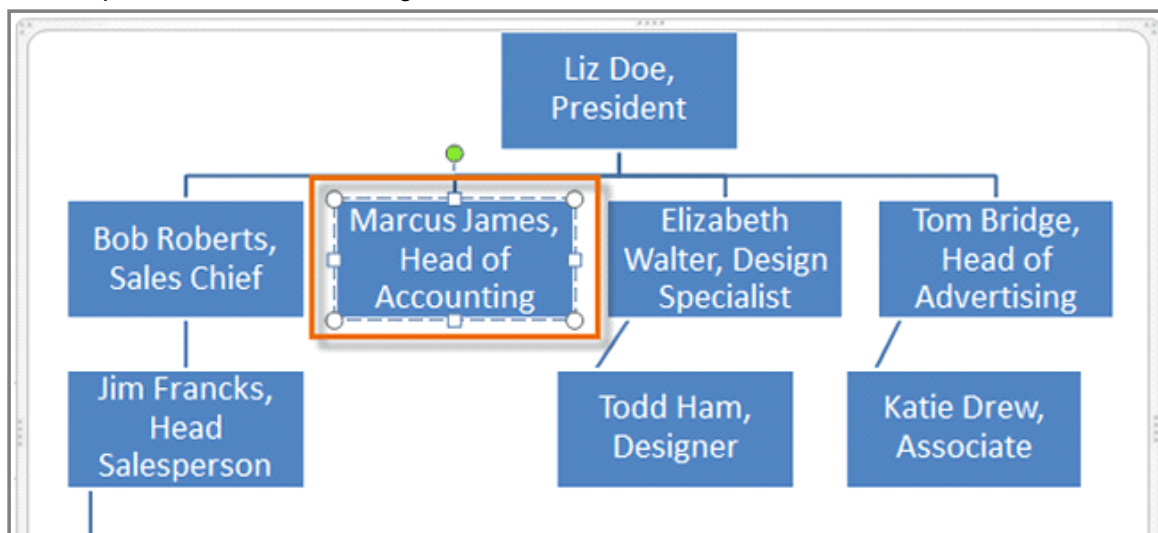 Liz Doe,
President
Bob Roberts,
Sales Chief
Marcus James,
Head of
Accounting
Elizabeth
Walter, Design
Specialist
Tom Bridge,
Head of
Advertising
Jim Francks,
Head
Salesperson
Todd Ham,
Designer
Katie Drew,
Associate